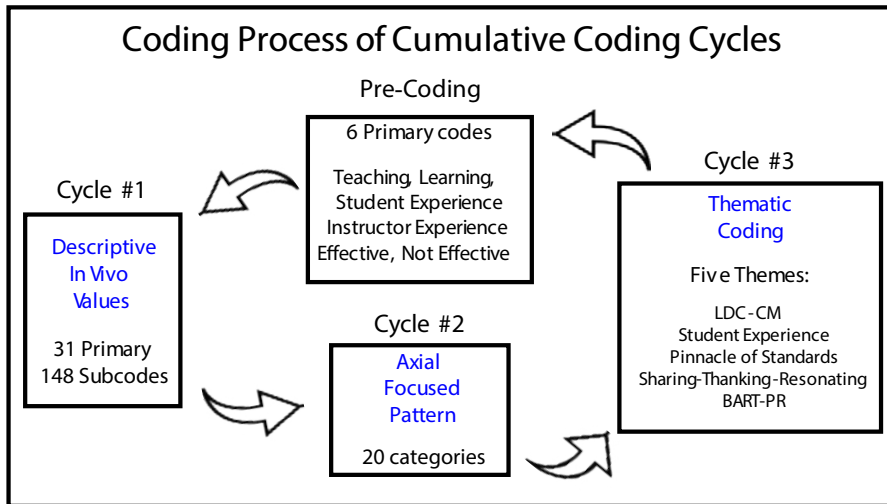 Coding Process of Cumulative Coding Cycles
Pre-Coding
6 Primary codes
Teaching, Learning,
Student Experience
Instructor Experience
Effective, Not Effective
Cycle #1
Descriptive
In Vivo
Values
31 Primary
148 Subcodes
Cycle #2
Axial
Focused
Pattern
20 categories
Cycle #3
Thematic
Coding
Five Themes:
LDC-CM
Student Experience
Pinnacle of Standards
Sharing-Thanking-Resonating
BART-PR